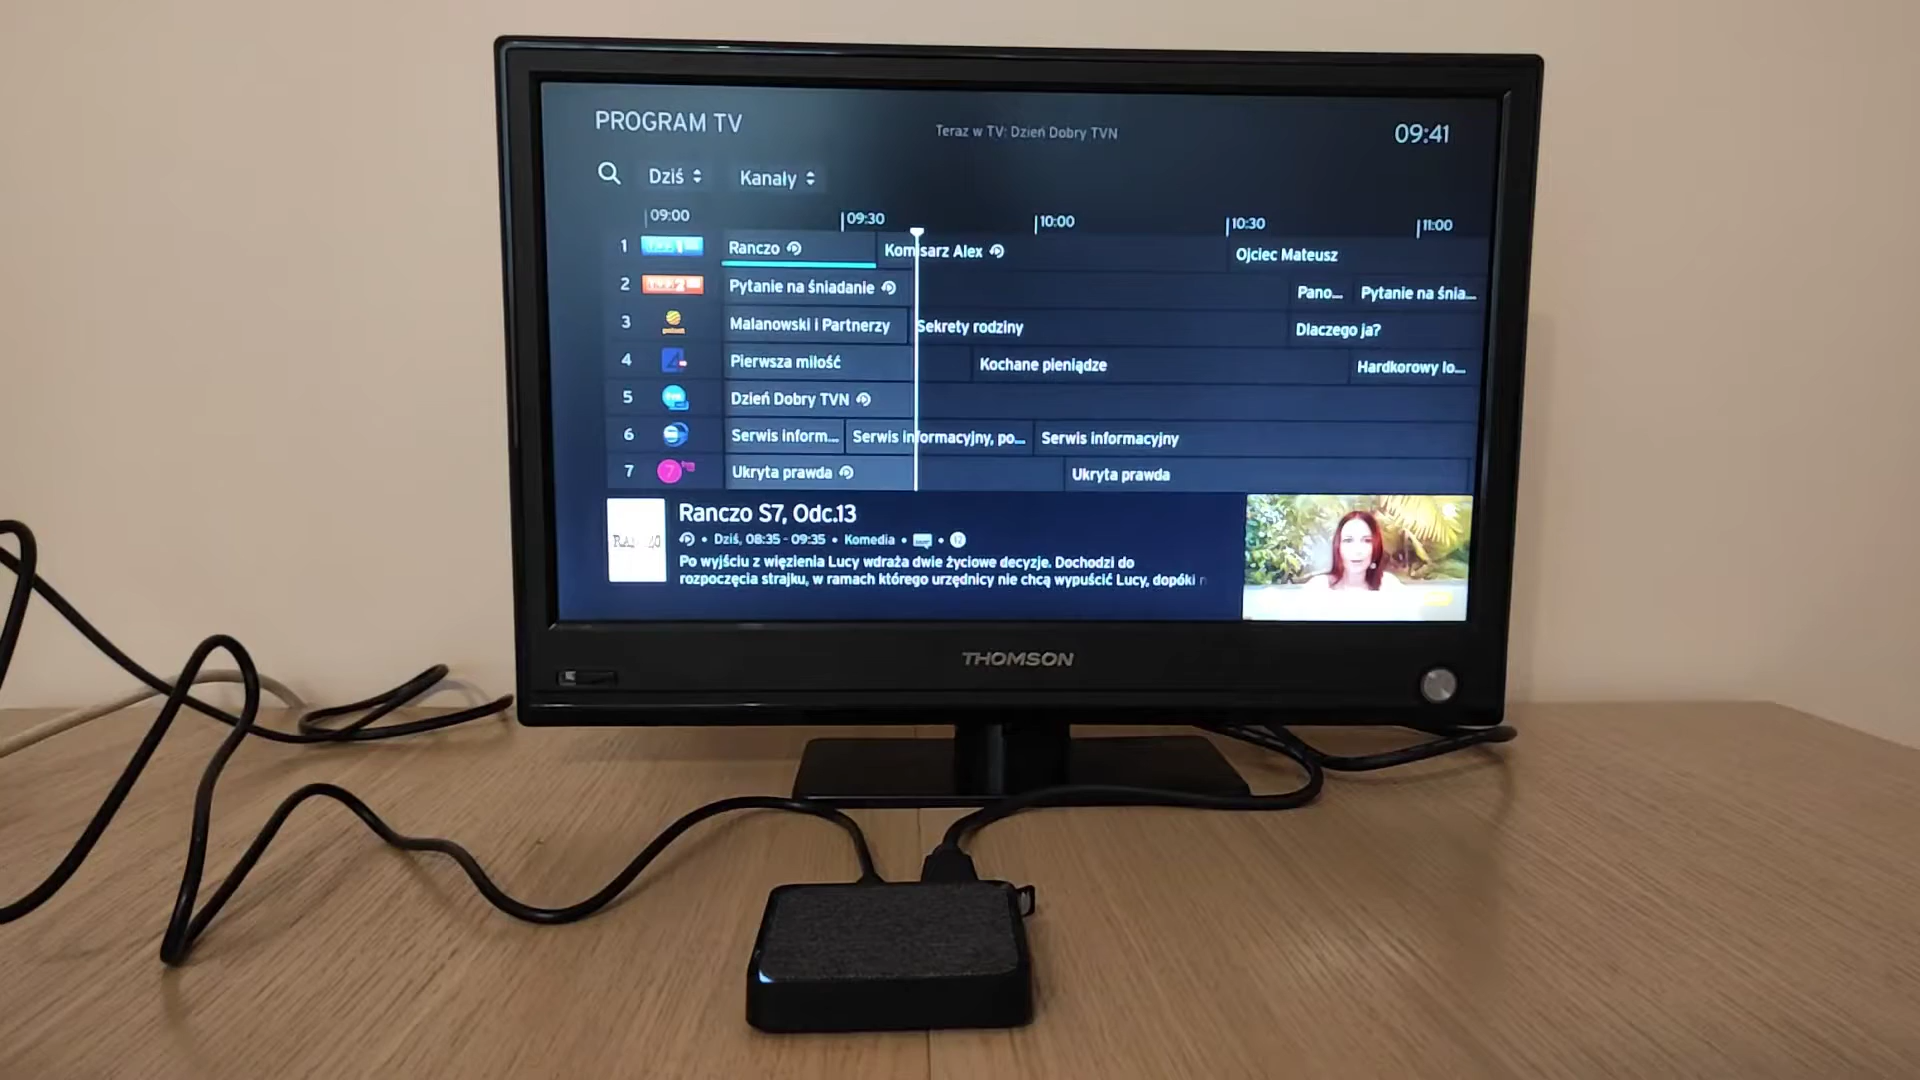 PROGRAM TV
Teraz w TV: Dzień Dobry TVN
09:41
Dziś
Kanały
09:00
09:30
10:00
10:30
11:00
1
Ranczo
Komisarz Alex
Ojciec Mateusz
2
Pytanie na śniadanie
Pano...
Pytanie na śnia...
3
Malanowski i Partnerzy
Sekrety rodziny
Dlaczego ja?
4
Pierwsza miłość
Kochane pieniądze
Hardkorowy lo...
5
Dzień Dobry TVN
6
Serwis inform...
Serwis informacyjny, po...
Serwis informacyjny
7
7
Ukryta prawda
Ukryta prawda
Ranczo S7, Odc.13
Dziś, 08:35 - 09:35 • Komedia • • 12
Po wyjściu z więzienia Lucy wdraża dwie życiowe decyzje. Dochodzi do
rozpoczęcia strajku, w ramach którego urzędnicy nie chcą wypuścić Lucy, dopóki
THOMSON